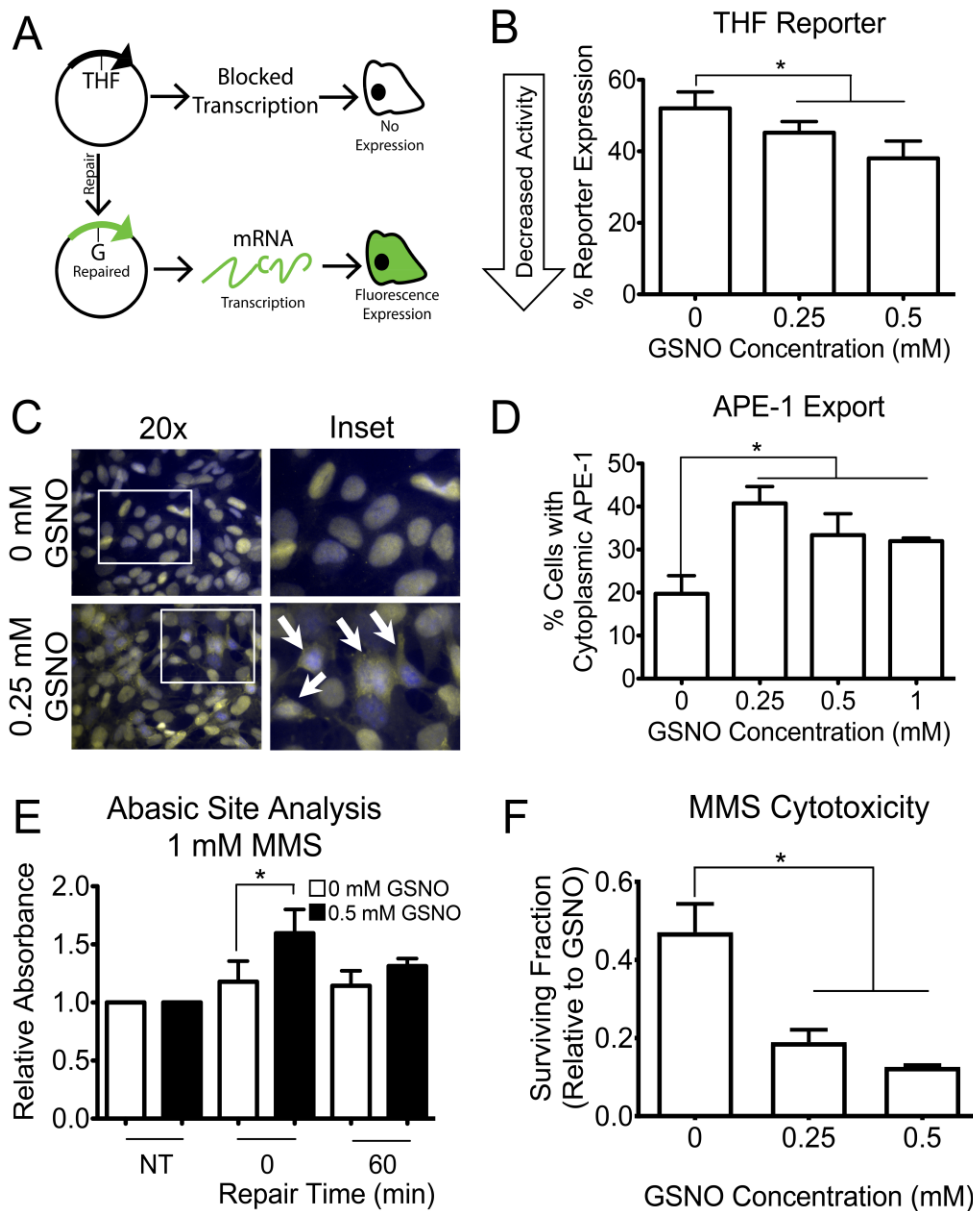 A
THF
Blocked
Transcription
No
Expression
Repair
G
Repaired
mRNA
Transcription
Fluorescence
Expression
B
THF Reporter
Decreased Activity
% Reporter Expression
*
60
40
20
0
0 0.25 0.5
GSNO Concentration (mM)
C
20x Inset
0 mM
GSNO
0.25 mM
GSNO
D
APE-1 Export
% Cells with
Cytoplasmic APE-1
*
50
40
30
20
10
0
0 0.25 0.5 1
GSNO Concentration (mM)
E
Abasic Site Analysis
1 mM MMS
Relative Absorbance
*
0 mM GSNO
0.5 mM GSNO
2.0
1.5
1.0
0.5
0.0
NT 0 60
Repair Time (min)
F
MMS Cytotoxicity
Surviving Fraction
(Relative to GSNO)
*
0.6
0.4
0.2
0.0
0 0.25 0.5
GSNO Concentration (mM)